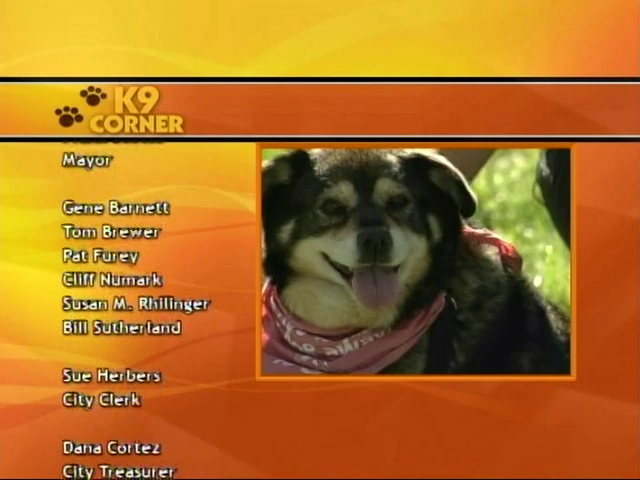 K9
CORNER
Mayor
Gene Barnett
Tom Brewer
Pat Furey
Cliff Numark
Susan M. Rhilinger
Bill Sutherland
Sue Herbers
City Clerk
Dana Cortez
City Treasurer